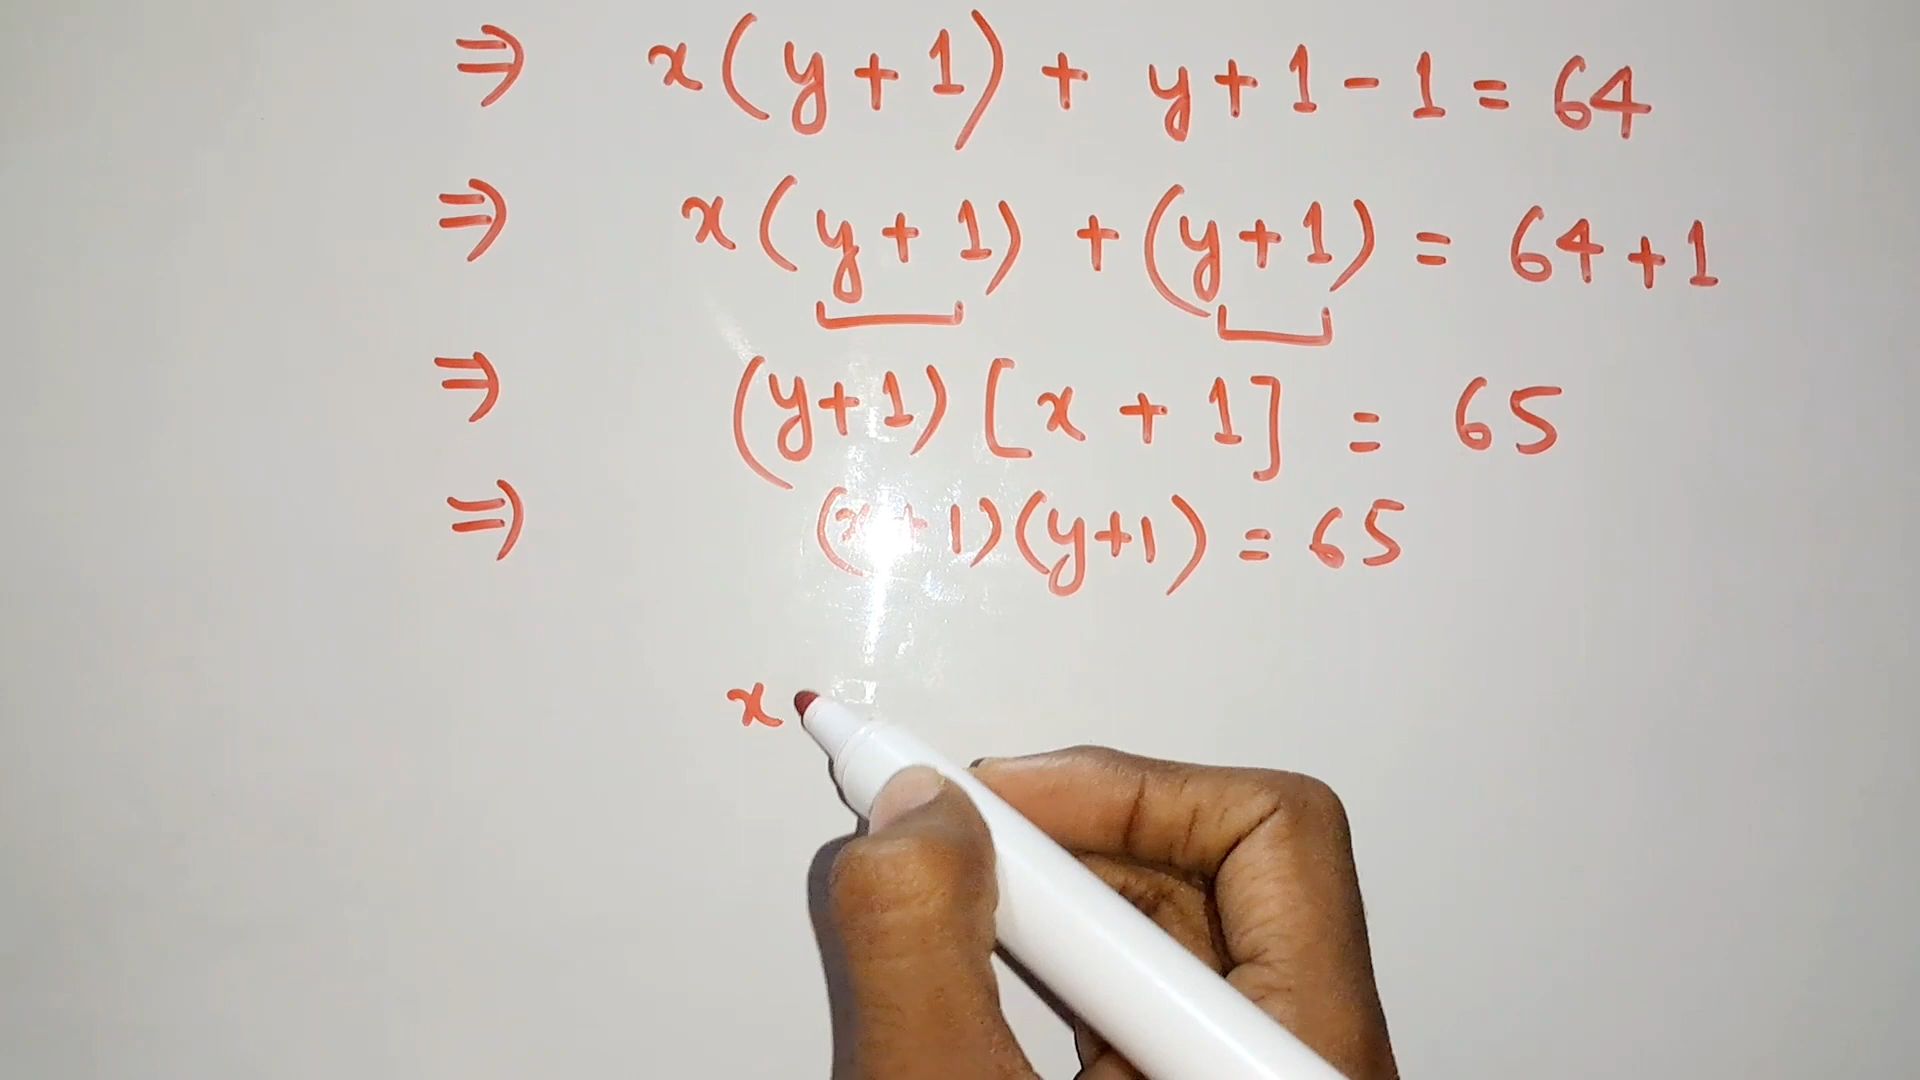 ⇒ x(y+1) + y+1-1 = 64
⇒ x(y+1) + (y+1) = 64+1
⇒ (y+1)[x+1] = 65
⇒ (x+1)(y+1) = 65
x